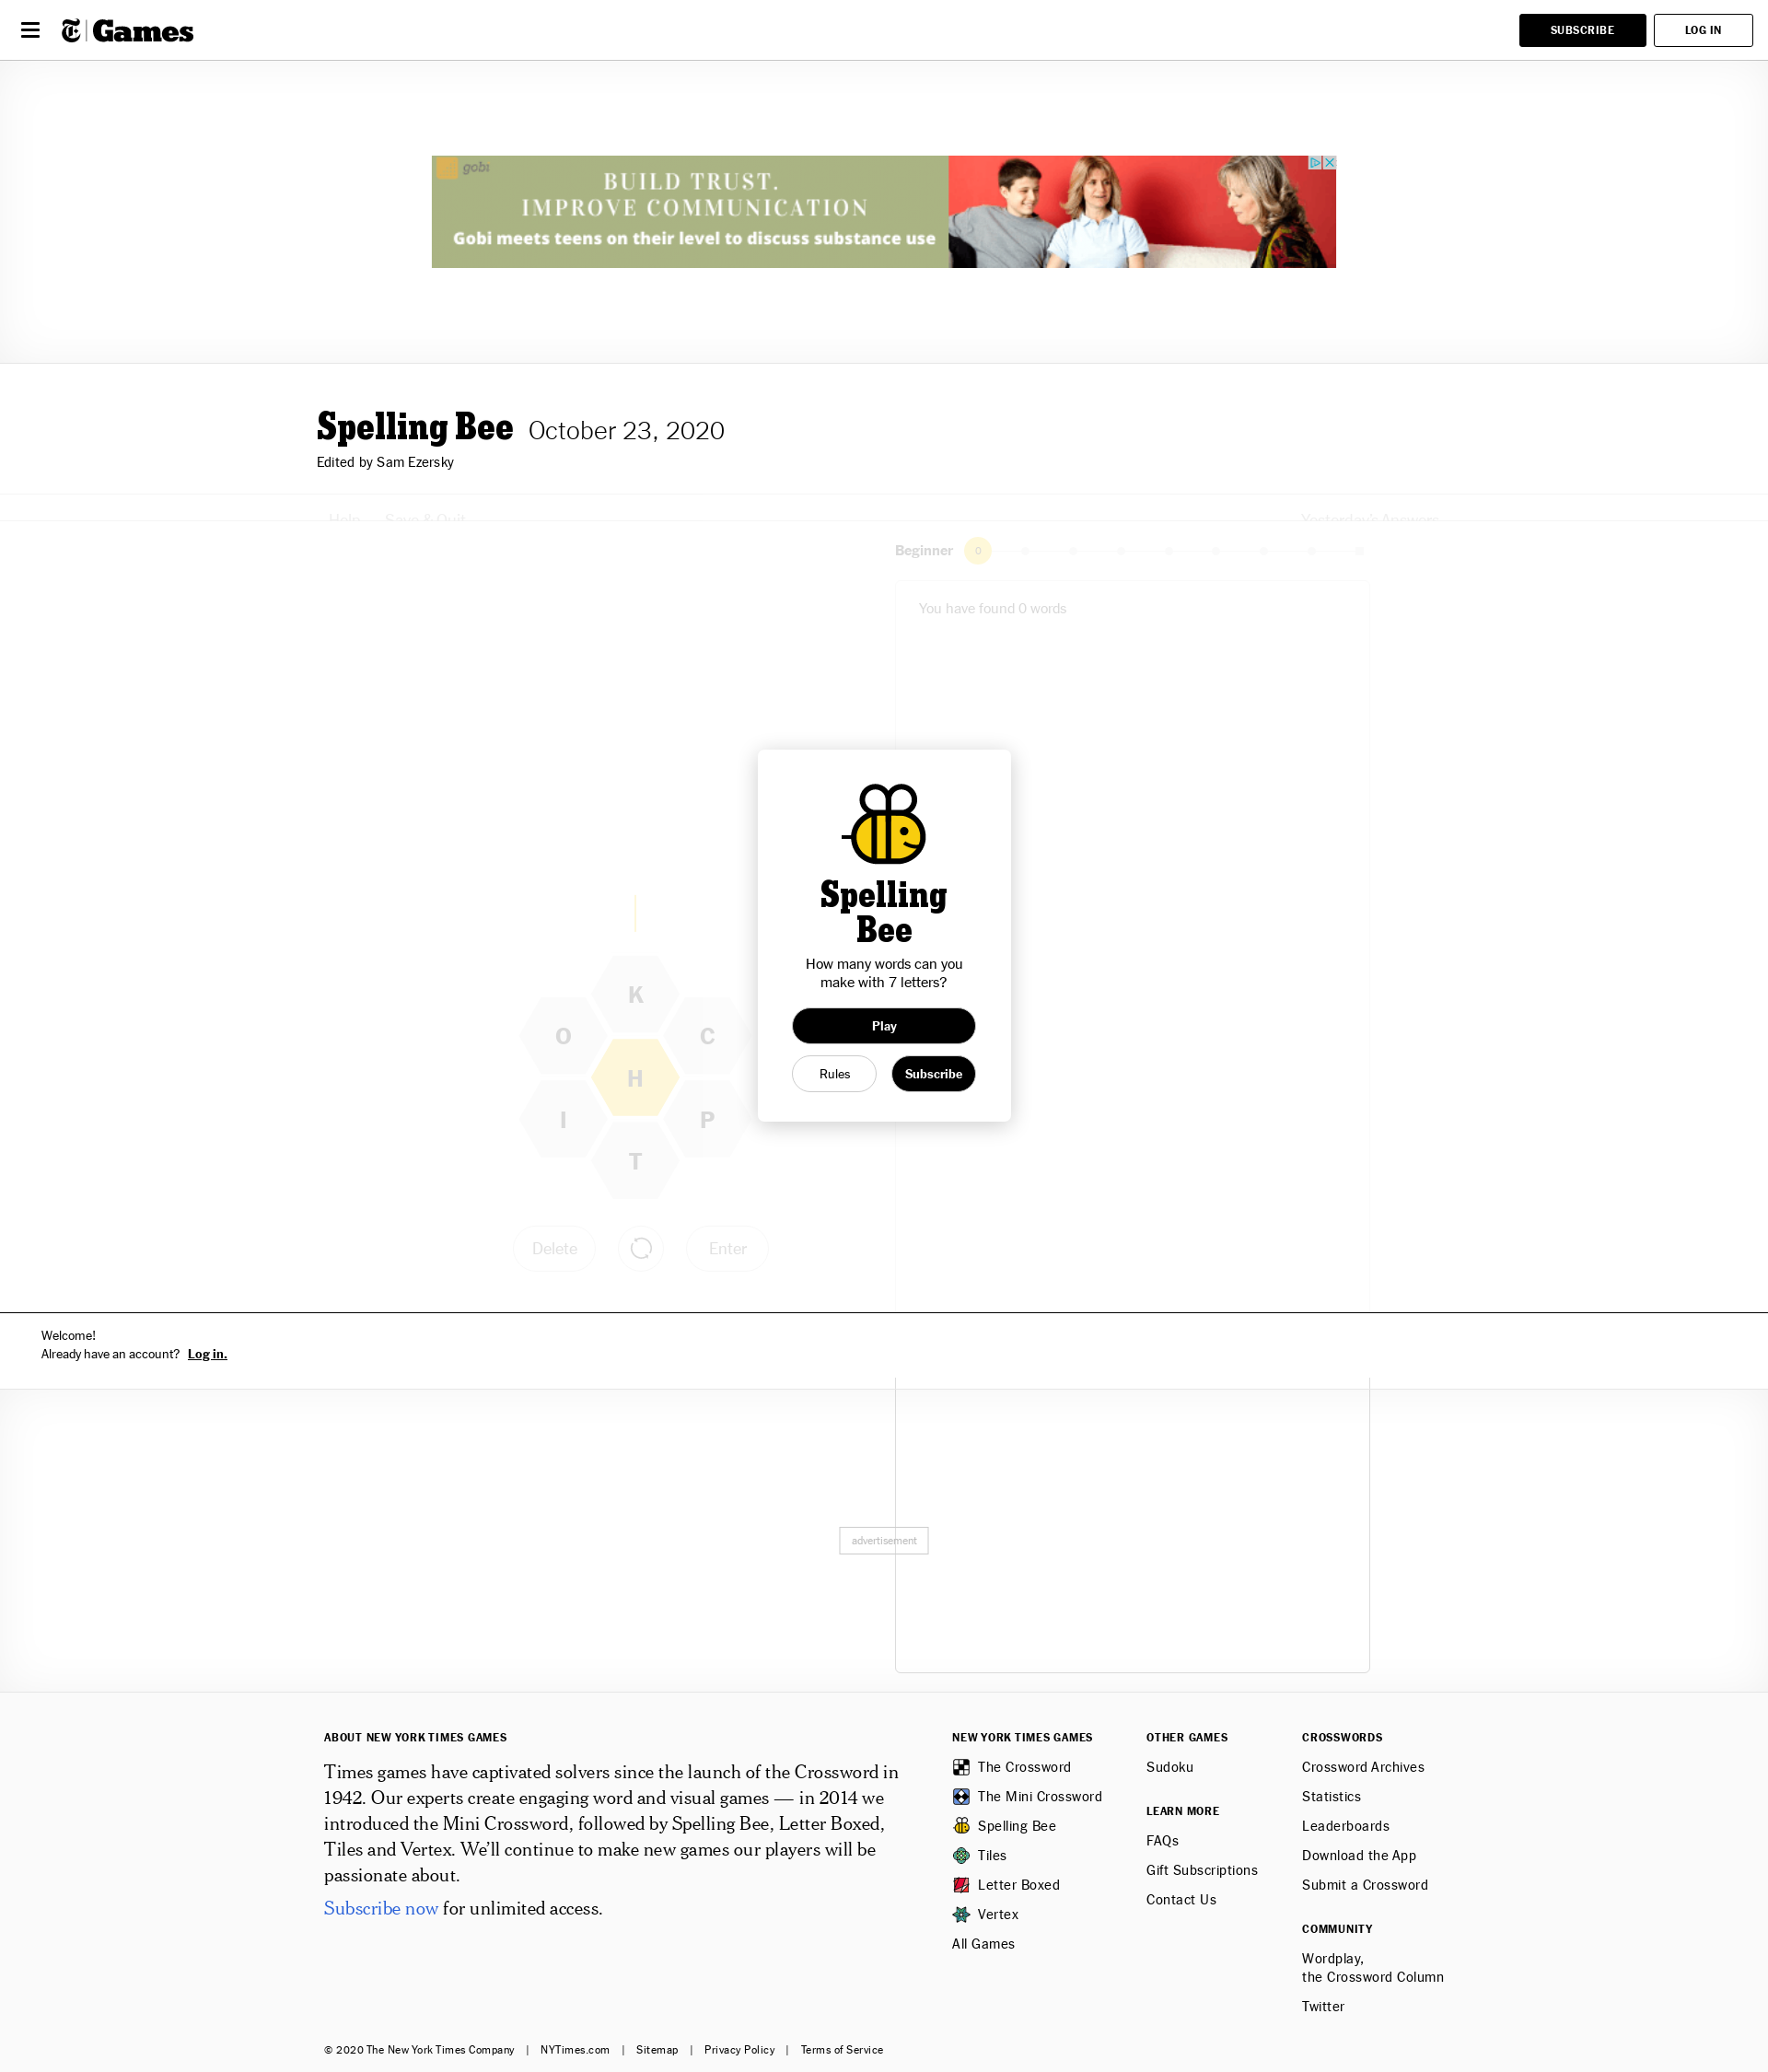 Games
SUBSCRIBE
LOG IN
gobi
BUILD TRUST.
IMPROVE COMMUNICATION
Gobi meets teens on their level to discuss substance use
Spelling Bee October 23, 2020
Edited by Sam Ezersky
Help Save & Quit Yesterday's Answers
Beginner 0
You have found 0 words
K
O C
H
I P
T
Delete Enter
Spelling
Bee
How many words can you
make with 7 letters?
Play
Rules Subscribe
Welcome!
Already have an account? Log in.
advertisement
ABOUT NEW YORK TIMES GAMES
Times games have captivated solvers since the launch of the Crossword in
1942. Our experts create engaging word and visual games — in 2014 we
introduced the Mini Crossword, followed by Spelling Bee, Letter Boxed,
Tiles and Vertex. We’ll continue to make new games our players will be
passionate about.
Subscribe now for unlimited access.
NEW YORK TIMES GAMES
The Crossword
The Mini Crossword
Spelling Bee
Tiles
Letter Boxed
Vertex
All Games
OTHER GAMES
Sudoku
LEARN MORE
FAQs
Gift Subscriptions
Contact Us
CROSSWORDS
Crossword Archives
Statistics
Leaderboards
Download the App
Submit a Crossword
COMMUNITY
Wordplay,
the Crossword Column
Twitter
© 2020 The New York Times Company | NYTimes.com | Sitemap | Privacy Policy | Terms of Service